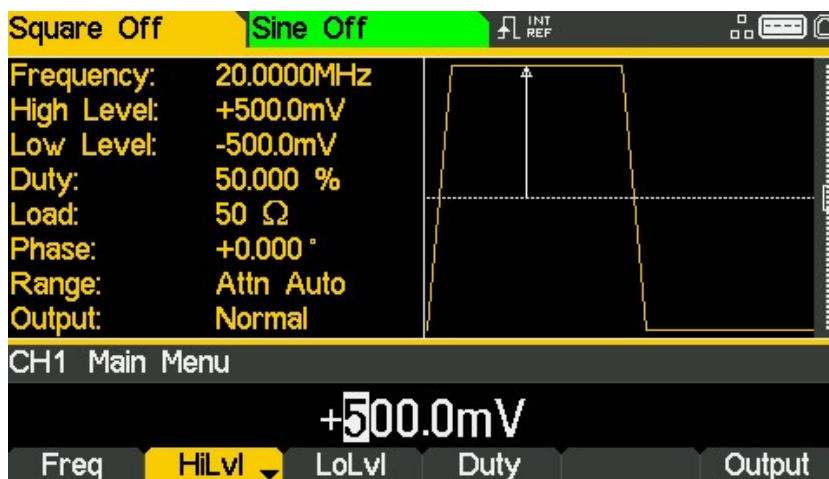 Square Off Sine Off INT REF
Frequency: 20.0000MHz
High Level: +500.0mV
Low Level: -500.0mV
Duty: 50.000 %
Load: 50 Ω
Phase: +0.000 °
Range: Attn Auto
Output: Normal
CH1 Main Menu
+500.0mV
Freq HiLvl LoLvl Duty Output